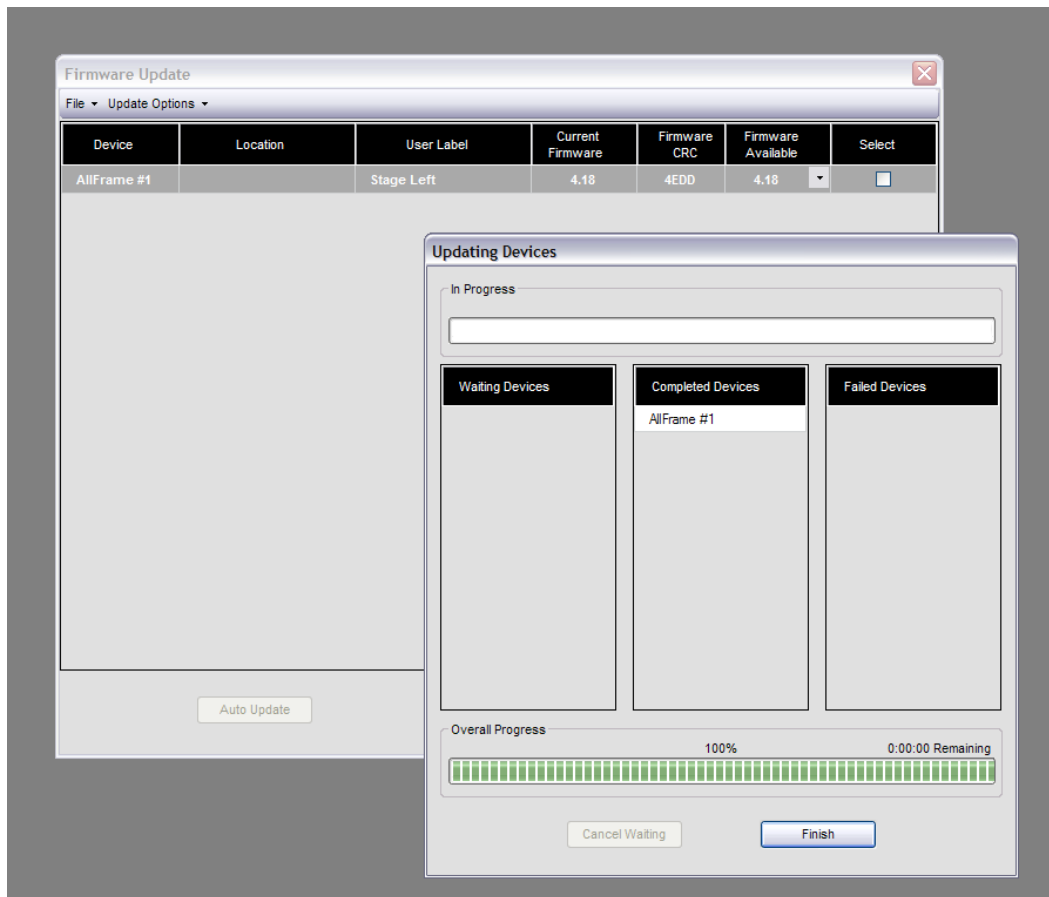 Firmware Update
File Update Options
Device Location User Label Current Firmware Firmware CRC Firmware Available Select
AllFrame #1 Stage Left 4.18 4EDD 4.18
Updating Devices
In Progress
Waiting Devices Completed Devices Failed Devices
AllFrame #1
Auto Update
Overall Progress
100% 0:00:00 Remaining
Cancel Waiting Finish